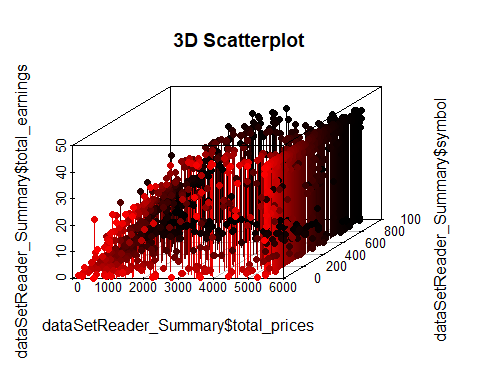 3D Scatterplot
dataSetReader_Summary$total_earnings
50
40
30
20
10
0
0 1000 2000 3000 4000 5000 6000
0
200
400
600
800
100
dataSetReader_Summary$total_prices
dataSetReader_Summary$symbol